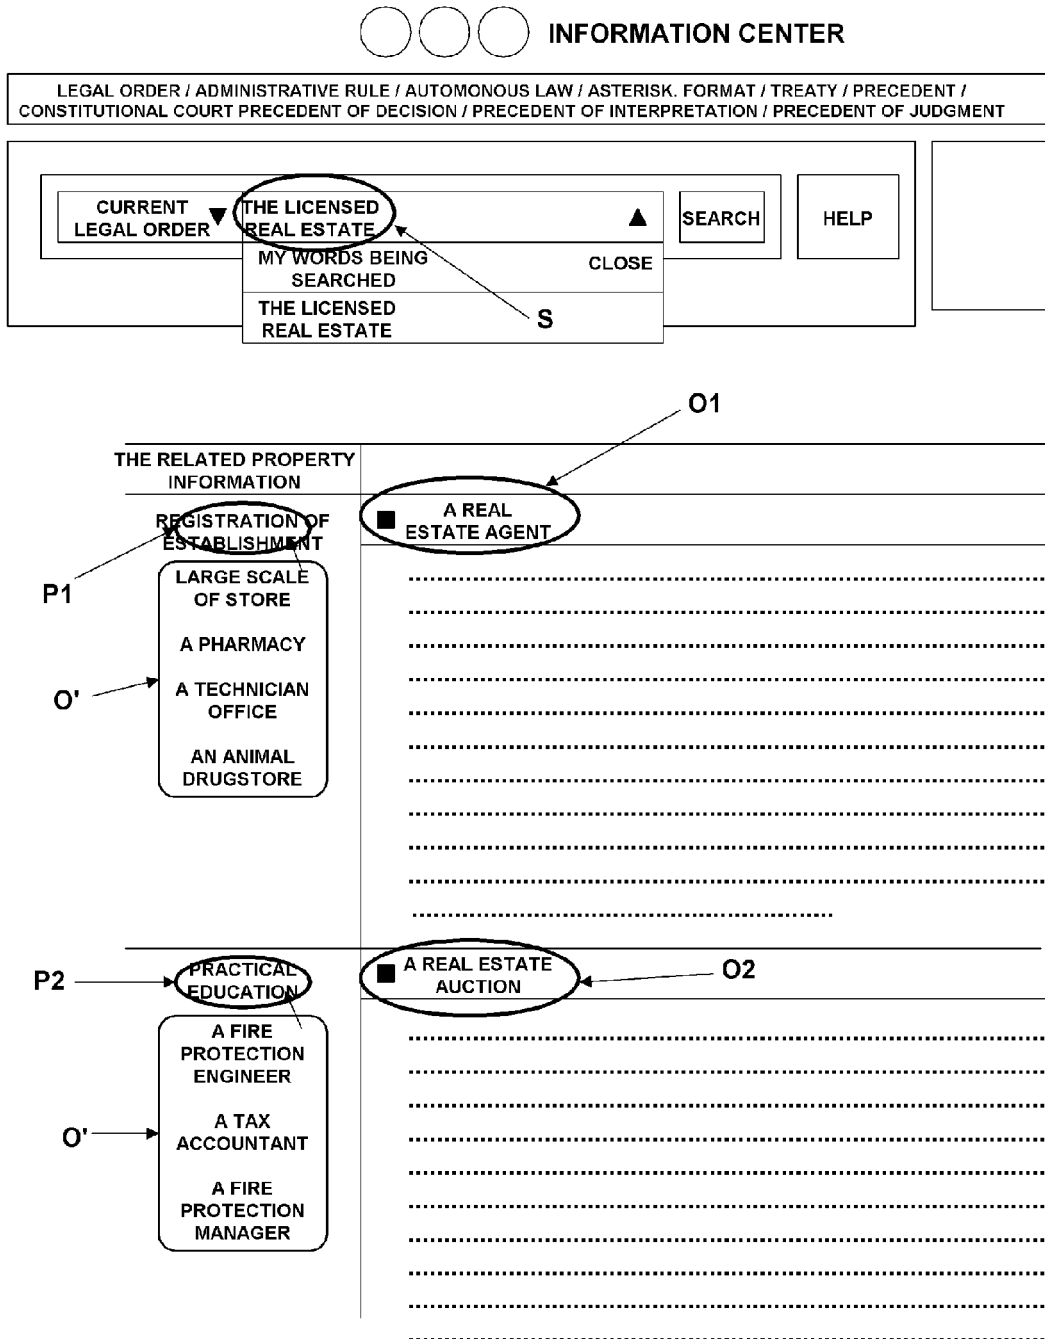 INFORMATION CENTER
LEGAL ORDER / ADMINISTRATIVE RULE / AUTOMONOUS LAW / ASTERISK. FORMAT / TREATY / PRECEDENT /
CONSTITUTIONAL COURT PRECEDENT OF DECISION / PRECEDENT OF INTERPRETATION / PRECEDENT OF JUDGMENT
CURRENT
LEGAL ORDER
THE LICENSED
REAL ESTATE
SEARCH
HELP
MY WORDS BEING
SEARCHED
CLOSE
THE LICENSED
REAL ESTATE
S
O1
THE RELATED PROPERTY
INFORMATION
REGISTRATION OF
ESTABLISHMENT
A REAL
ESTATE AGENT
P1
LARGE SCALE
OF STORE
A PHARMACY
O'
A TECHNICIAN
OFFICE
AN ANIMAL
DRUGSTORE
P2
PRACTICAL
EDUCATION
A REAL ESTATE
AUCTION
O2
A FIRE
PROTECTION
ENGINEER
O'
A TAX
ACCOUNTANT
A FIRE
PROTECTION
MANAGER